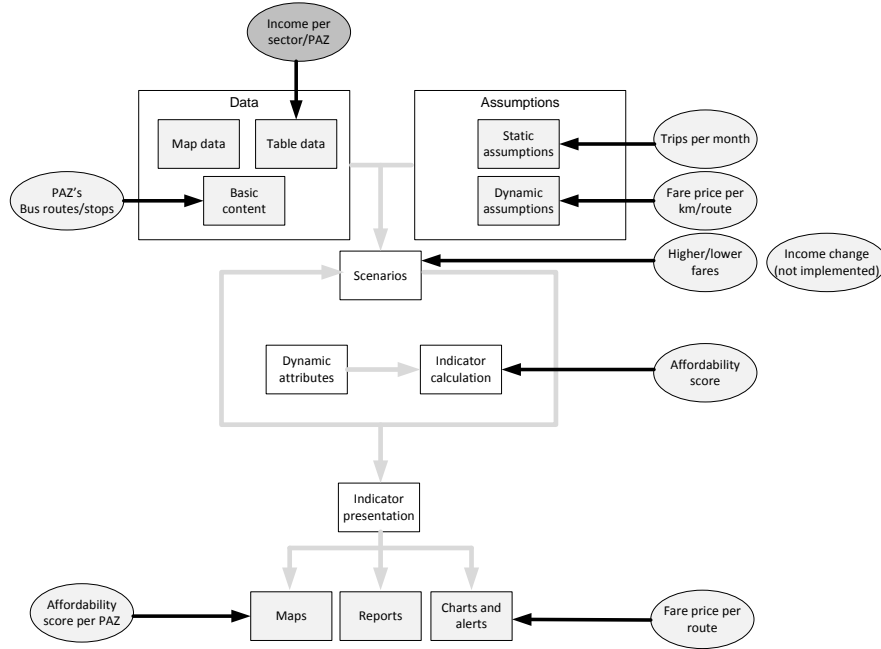 Income per
sector/PAZ
Data
Assumptions
Map data
Table data
Static
assumptions
Trips per month
PAZ's
Bus routes/stops
Basic
content
Dynamic
assumptions
Fare price per
km/route
Scenarios
Higher/lower
fares
Income change
(not implemented)
Dynamic
attributes
Indicator
calculation
Affordability
score
Indicator
presentation
Affordability
score per PAZ
Maps
Reports
Charts and
alerts
Fare price per
route